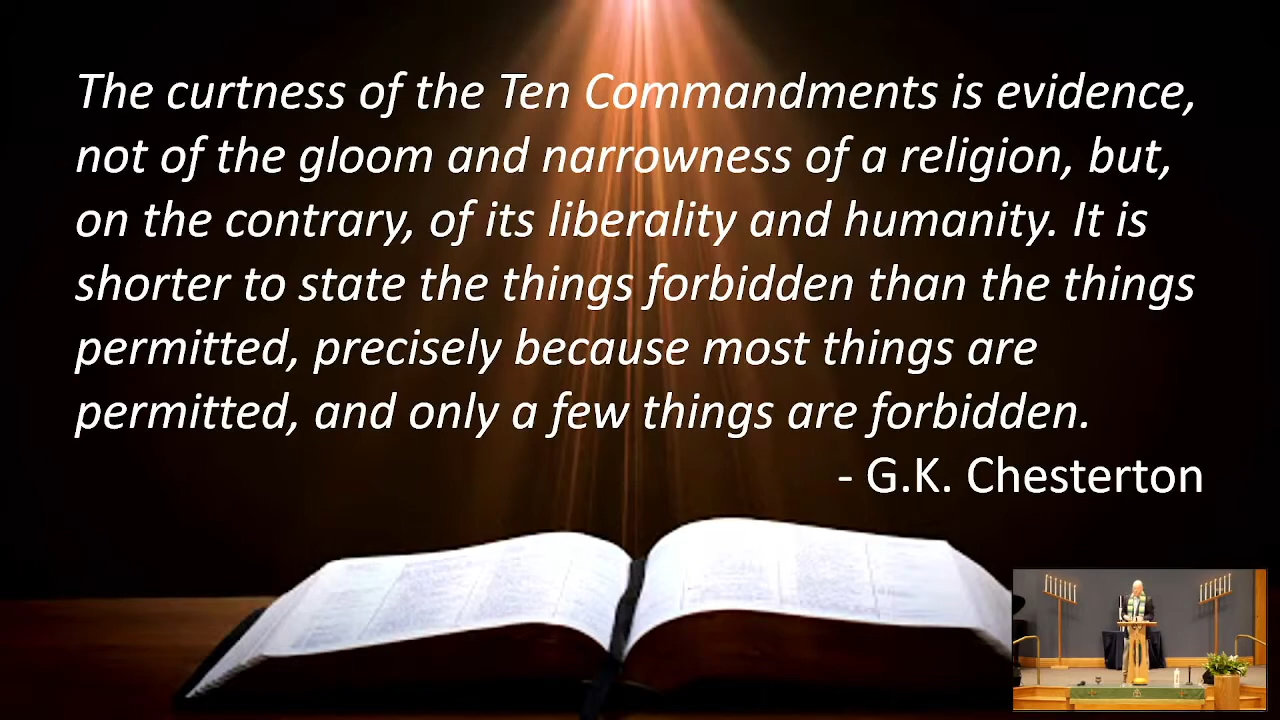 The curtness of the Ten Commandments is evidence,
not of the gloom and narrowness of a religion, but,
on the contrary, of its liberality and humanity. It is
shorter to state the things forbidden than the things
permitted, precisely because most things are
permitted, and only a few things are forbidden.
- G.K. Chesterton